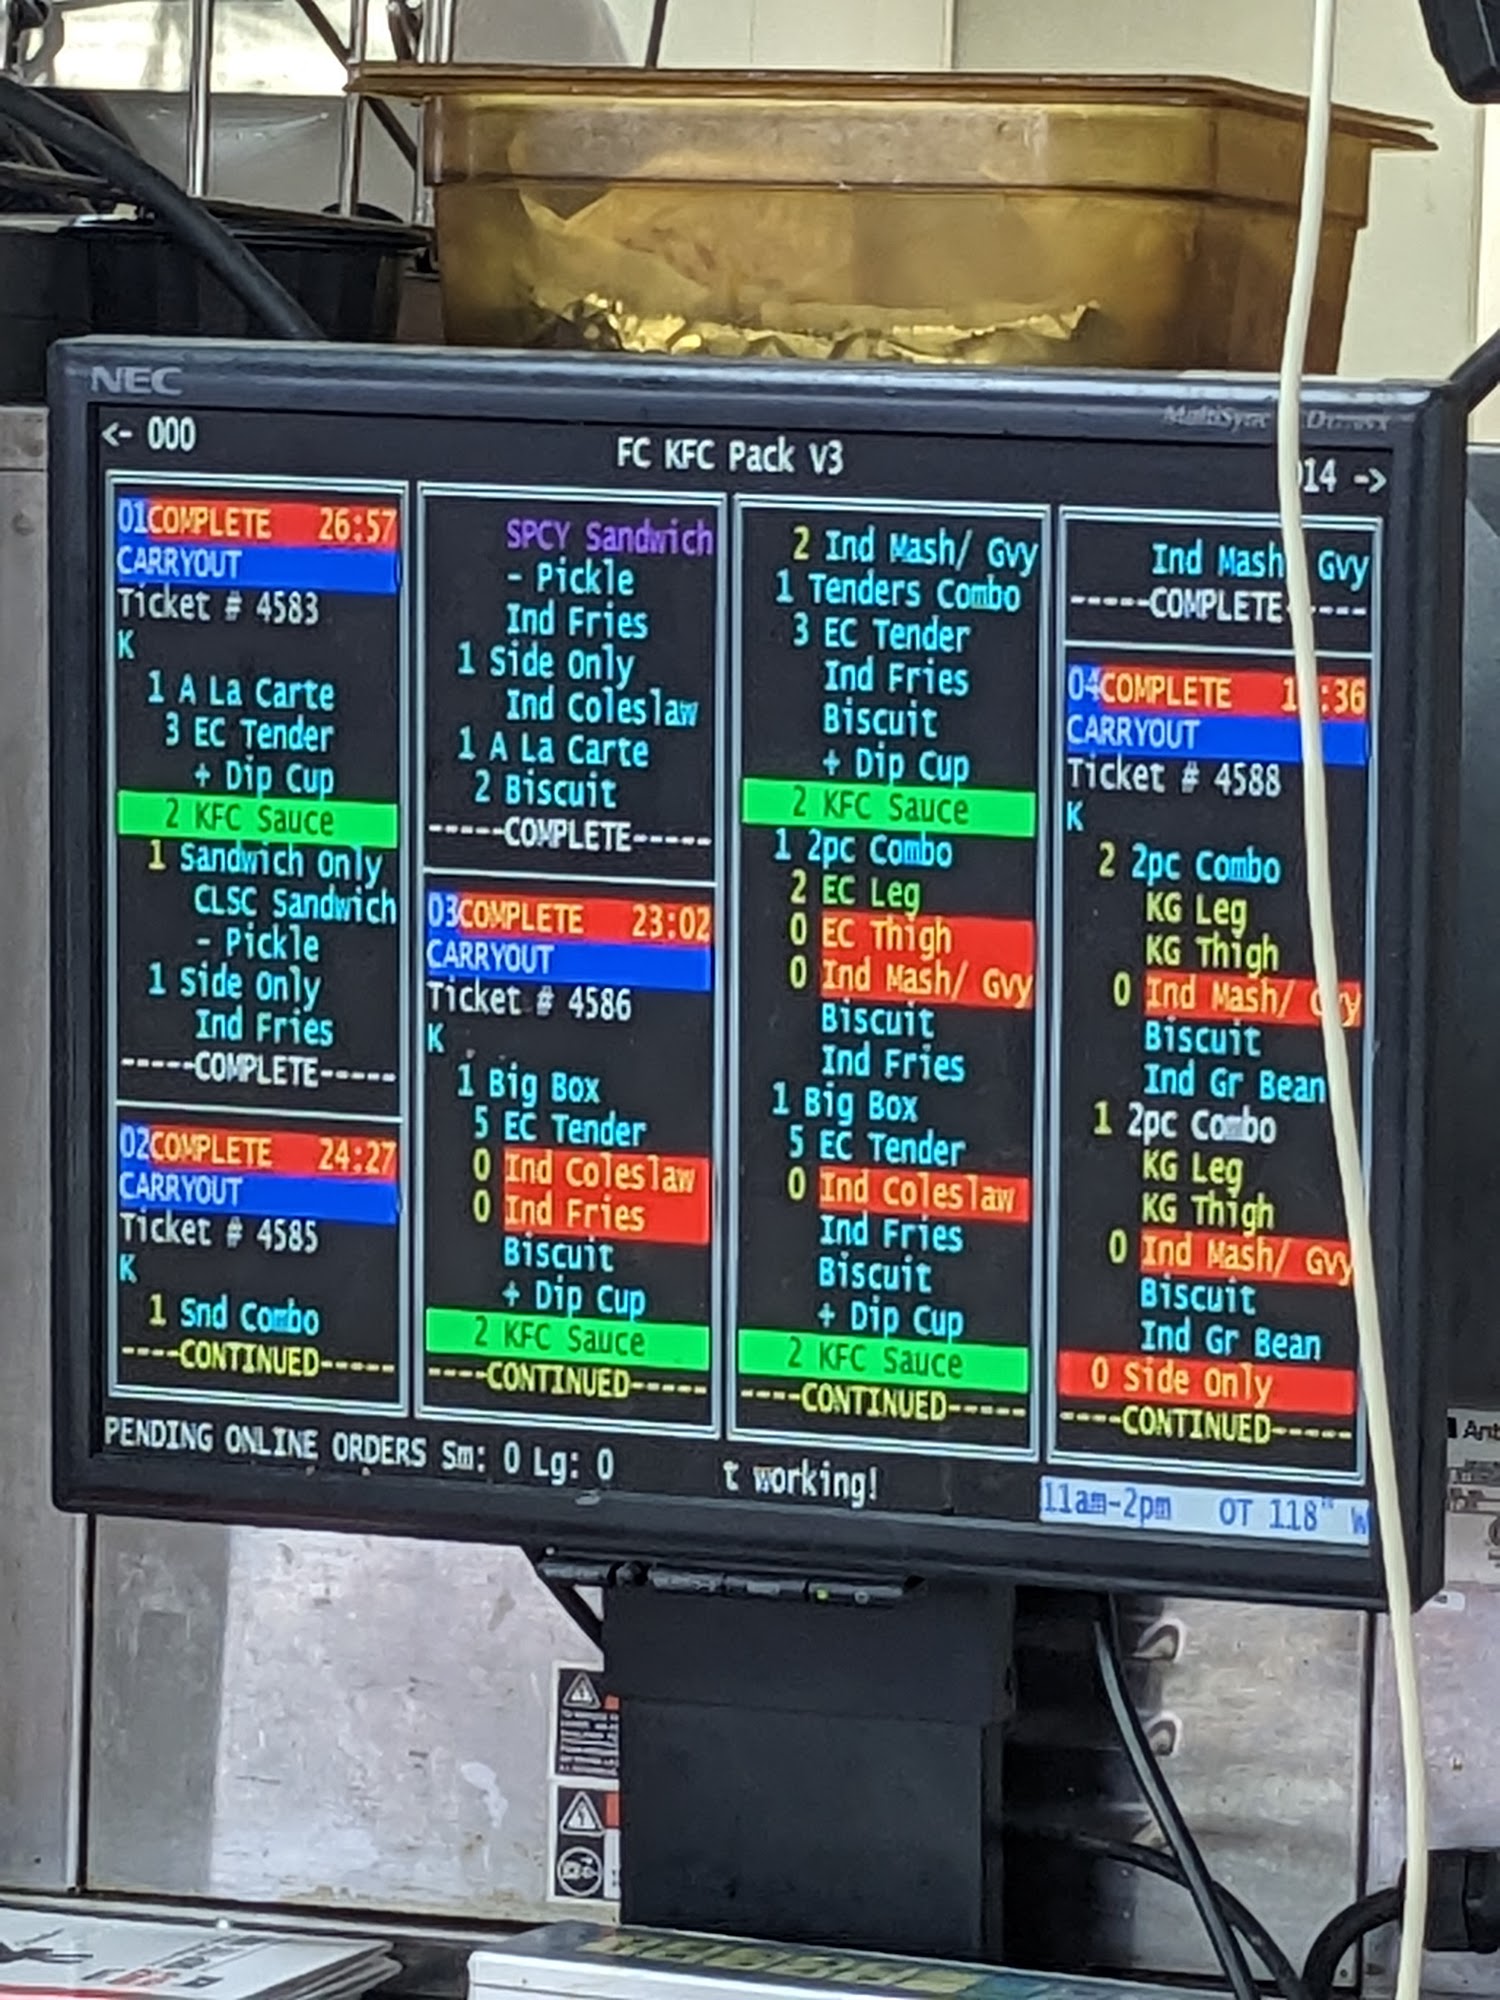 NEC
MultiSync
<- 000
FC KFC Pack V3
14 ->
01COMPLETE 26:57
CARRYOUT
Ticket # 4583
K
1 A La Carte
3 EC Tender
+ Dip Cup
2 KFC Sauce
1 Sandwich Only
CLSC Sandwich
- Pickle
1 Side Only
Ind Fries
-----COMPLETE-----
02COMPLETE 24:27
CARRYOUT
Ticket # 4585
K
1 Snd Combo
----CONTINUED-----
SPCY Sandwich
- Pickle
Ind Fries
1 Side Only
Ind Coleslaw
1 A La Carte
2 Biscuit
-----COMPLETE-----
03COMPLETE 23:02
CARRYOUT
Ticket # 4586
K
1 Big Box
5 EC Tender
0 Ind Coleslaw
0 Ind Fries
Biscuit
+ Dip Cup
2 KFC Sauce
----CONTINUED-----
2 Ind Mash/ Gvy
1 Tenders Combo
3 EC Tender
Ind Fries
Biscuit
+ Dip Cup
2 KFC Sauce
1 2pc Combo
2 EC Leg
0 EC Thigh
0 Ind Mash/ Gvy
Biscuit
Ind Fries
1 Big Box
5 EC Tender
0 Ind Coleslaw
Ind Fries
Biscuit
+ Dip Cup
2 KFC Sauce
----CONTINUED-----
Ind Mash Gvy
-----COMPLETE-----
04COMPLETE 1 :36
CARRYOUT
Ticket # 4588
K
2 2pc Combo
KG Leg
KG Thigh
0 Ind Mash/ Gvy
Biscuit
Ind Gr Bean
1 2pc Combo
KG Leg
KG Thigh
0 Ind Mash/ Gvy
Biscuit
Ind Gr Bean
0 Side Only
----CONTINUED-----
PENDING ONLINE ORDERS Sm: 0 Lg: 0
t working!
11am-2pm OT 118" W
Ant